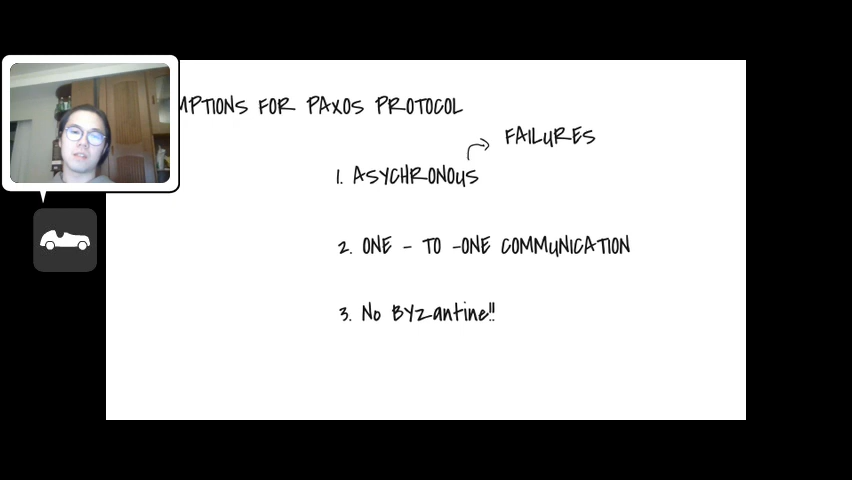 MPTIONS FOR PAXOS PROTOCOL
FAILURES
1. ASYCHRONOUS
2. ONE - TO -ONE COMMUNICATION
3. No BYzantine!!